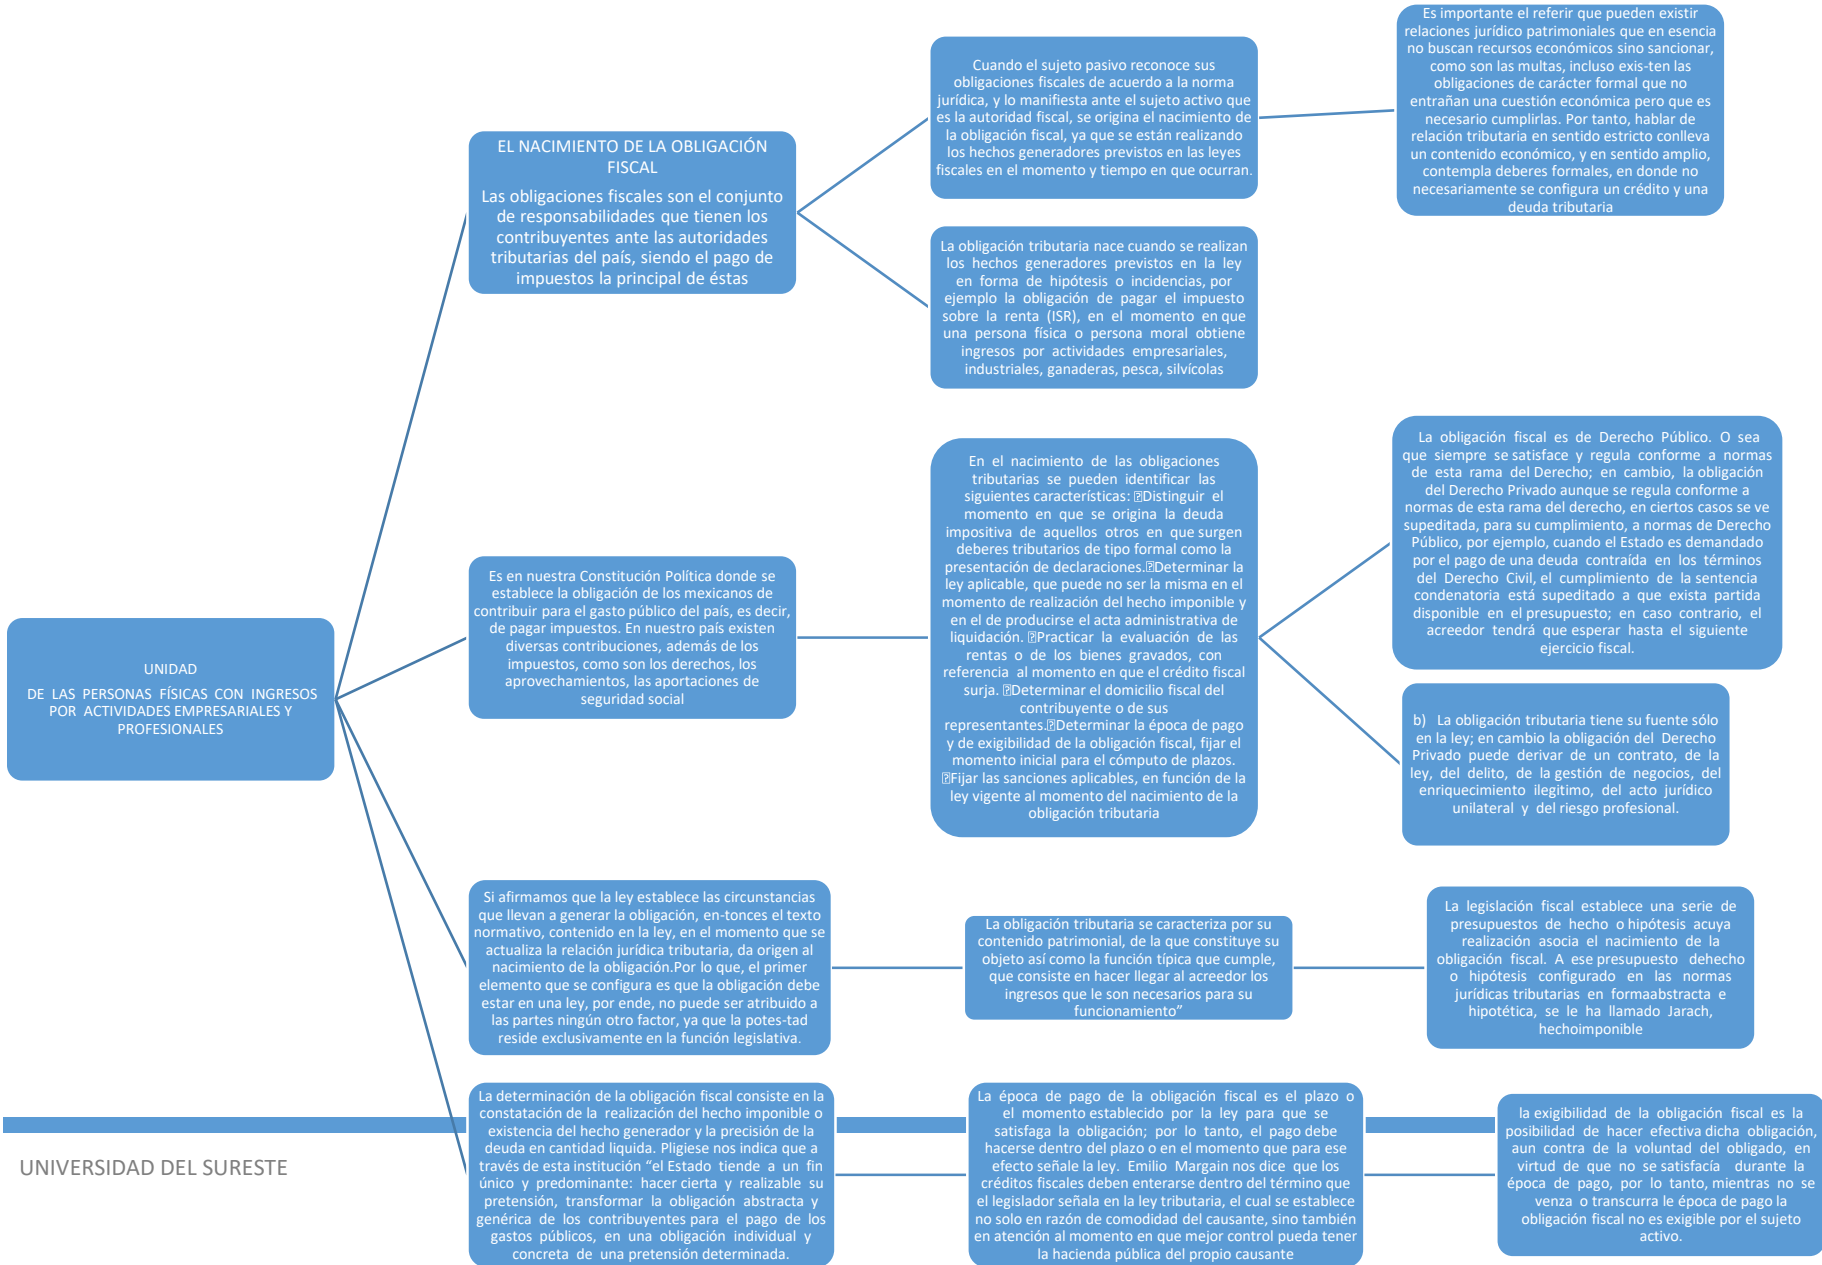 UNIDAD
DE LAS PERSONAS FÍSICAS CON INGRESOS
POR ACTIVIDADES EMPRESARIALES Y
PROFESIONALES
EL NACIMIENTO DE LA OBLIGACIÓN
FISCAL
Las obligaciones fiscales son el conjunto
de responsabilidades que tienen los
contribuyentes ante las autoridades
tributarias del país, siendo el pago de
impuestos la principal de éstas
Cuando el sujeto pasivo reconoce sus
obligaciones fiscales de acuerdo a la norma
jurídica, y lo manifiesta ante el sujeto activo que
es la autoridad fiscal, se origina el nacimiento de
la obligación fiscal, ya que se están realizando
los hechos generadores previstos en las leyes
fiscales en el momento y tiempo en que ocurran.
Es importante el referir que pueden existir
relaciones jurídico patrimoniales que en esencia
no buscan recursos económicos sino sancionar,
como son las multas, incluso exis-ten las
obligaciones de carácter formal que no
entrañan una cuestión económica pero que es
necesario cumplirlas. Por tanto, hablar de
relación tributaria en sentido estricto conlleva
un contenido económico, y en sentido amplio,
contempla deberes formales, en donde no
necesariamente se configura un crédito y una
deuda tributaria
La obligación tributaria nace cuando se realizan
los hechos generadores previstos en la ley
en forma de hipótesis o incidencias, por
ejemplo la obligación de pagar el impuesto
sobre la renta (ISR), en el momento en que
una persona física o persona moral obtiene
ingresos por actividades empresariales,
industriales, ganaderas, pesca, silvícolas
Es en nuestra Constitución Política donde se
establece la obligación de los mexicanos de
contribuir para el gasto público del país, es decir,
de pagar impuestos. En nuestro país existen
diversas contribuciones, además de los
impuestos, como son los derechos, los
aprovechamientos, las aportaciones de
seguridad social
En el nacimiento de las obligaciones
tributarias se pueden identificar las
siguientes características: Distinguir el
momento en que se origina la deuda
impositiva de aquellos otros en que surgen
deberes tributarios de tipo formal como la
presentación de declaraciones.Determinar la
ley aplicable, que puede no ser la misma en el
momento de realización del hecho imponible y
en el de producirse el acta administrativa de
liquidación. Practicar la evaluación de las
rentas o de los bienes gravados, con
referencia al momento en que el crédito fiscal
surja. Determinar el domicilio fiscal del
contribuyente o de sus
representantes.Determinar la época de pago
y de exigibilidad de la obligación fiscal, fijar el
momento inicial para el cómputo de plazos.
Fijar las sanciones aplicables, en función de la
ley vigente al momento del nacimiento de la
obligación tributaria
La obligación fiscal es de Derecho Público. O sea
que siempre se satisface y regula conforme a normas
de esta rama del Derecho; en cambio, la obligación
del Derecho Privado aunque se regula conforme a
normas de esta rama del derecho, en ciertos casos se ve
supeditada, para su cumplimiento, a normas de Derecho
Público, por ejemplo, cuando el Estado es demandado
por el pago de una deuda contraída en los términos
del Derecho Civil, el cumplimiento de la sentencia
condenatoria está supeditado a que exista partida
disponible en el presupuesto; en caso contrario, el
acreedor tendrá que esperar hasta el siguiente
ejercicio fiscal.
b) La obligación tributaria tiene su fuente sólo
en la ley; en cambio la obligación del Derecho
Privado puede derivar de un contrato, de la
ley, del delito, de la gestión de negocios, del
enriquecimiento ilegitimo, del acto jurídico
unilateral y del riesgo profesional.
Si afirmamos que la ley establece las circunstancias
que llevan a generar la obligación, en-tonces el texto
normativo, contenido en la ley, en el momento que se
actualiza la relación jurídica tributaria, da origen al
nacimiento de la obligación.Por lo que, el primer
elemento que se configura es que la obligación debe
estar en una ley, por ende, no puede ser atribuido a
las partes ningún otro factor, ya que la potes-tad
reside exclusivamente en la función legislativa.
La obligación tributaria se caracteriza por su
contenido patrimonial, de la que constituye su
objeto así como la función típica que cumple,
que consiste en hacer llegar al acreedor los
ingresos que le son necesarios para su
funcionamiento”
La legislación fiscal establece una serie de
presupuestos de hecho o hipótesis acuya
realización asocia el nacimiento de la
obligación fiscal. A ese presupuesto dehecho
o hipótesis configurado en las normas
jurídicas tributarias en formaabstracta e
hipotética, se le ha llamado Jarach,
hechoimponible
La determinación de la obligación fiscal consiste en la
constatación de la realización del hecho imponible o
existencia del hecho generador y la precisión de la
deuda en cantidad liquida. Pligiese nos indica que a
través de esta institución “el Estado tiende a un fin
único y predominante: hacer cierta y realizable su
pretensión, transformar la obligación abstracta y
genérica de los contribuyentes para el pago de los
gastos públicos, en una obligación individual y
concreta de una pretensión determinada.
La época de pago de la obligación fiscal es el plazo o
el momento establecido por la ley para que se
satisfaga la obligación; por lo tanto, el pago debe
hacerse dentro del plazo o en el momento que para ese
efecto señale la ley. Emilio Margain nos dice que los
créditos fiscales deben enterarse dentro del término que
el legislador señala en la ley tributaria, el cual se establece
no solo en razón de comodidad del causante, sino también
en atención al momento en que mejor control pueda tener
la hacienda pública del propio causante
la exigibilidad de la obligación fiscal es la
posibilidad de hacer efectiva dicha obligación,
aun contra de la voluntad del obligado, en
virtud de que no se satisfacía durante la
época de pago, por lo tanto, mientras no se
venza o transcurra le época de pago la
obligación fiscal no es exigible por el sujeto
activo.
UNIVERSIDAD DEL SURESTE